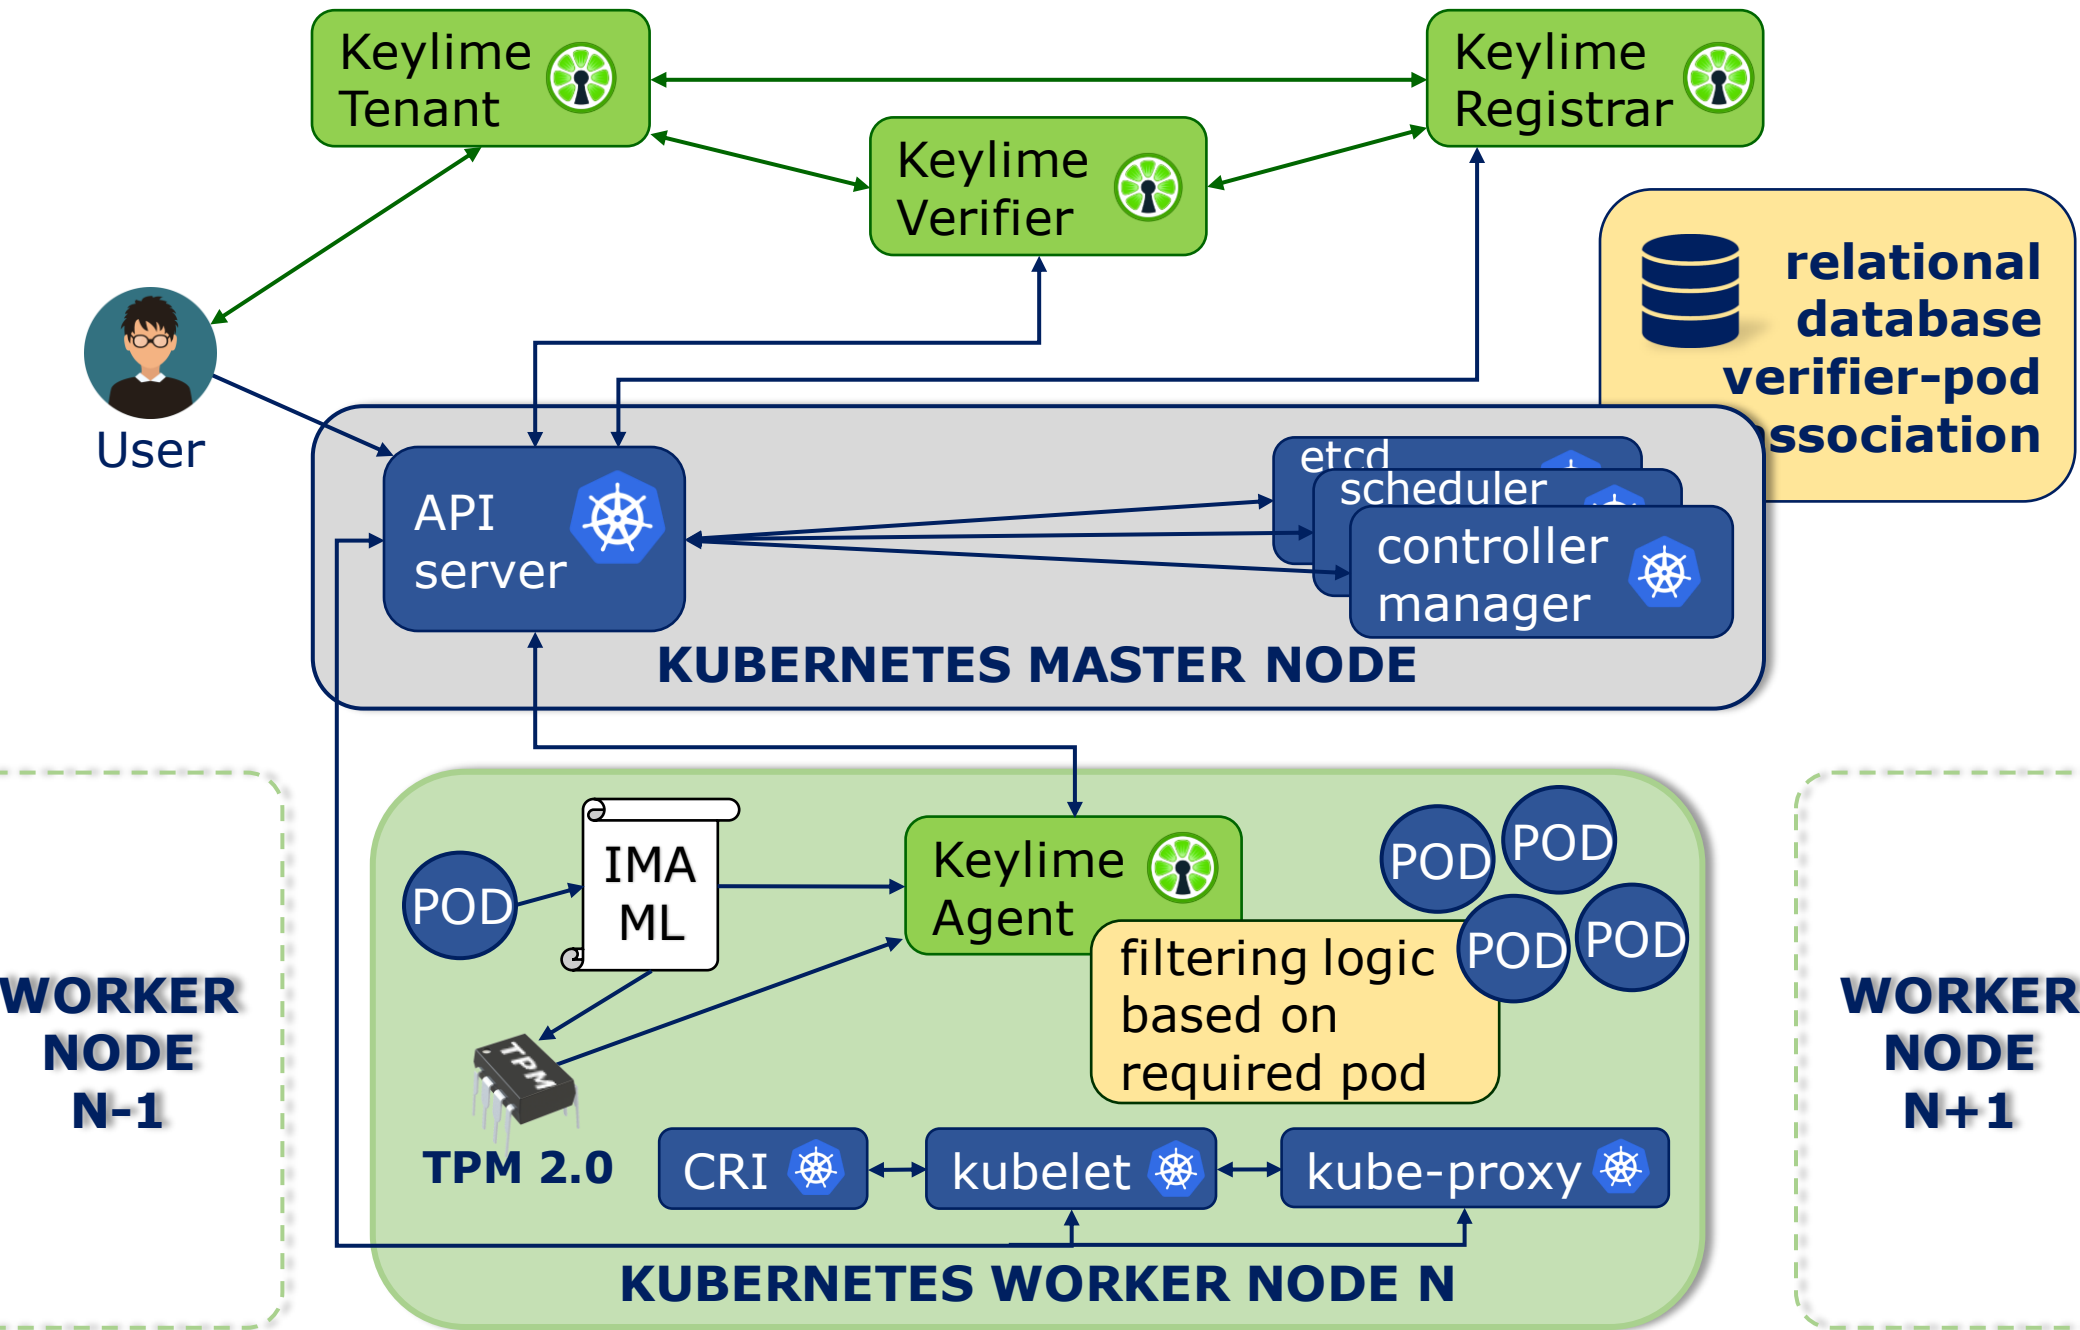 Keylime
Tenant
Keylime
Registrar
Keylime
Verifier
relational
database
verifier-pod
ssociation
User
API
server
etcd
scheduler
controller
manager
KUBERNETES MASTER NODE
POD
IMA
ML
Keylime
Agent
filtering logic
based on
required pod
POD
POD
POD
POD
TPM
TPM 2.0
CRI
kubelet
kube-proxy
KUBERNETES WORKER NODE N
WORKER
NODE
N-1
WORKER
NODE
N+1